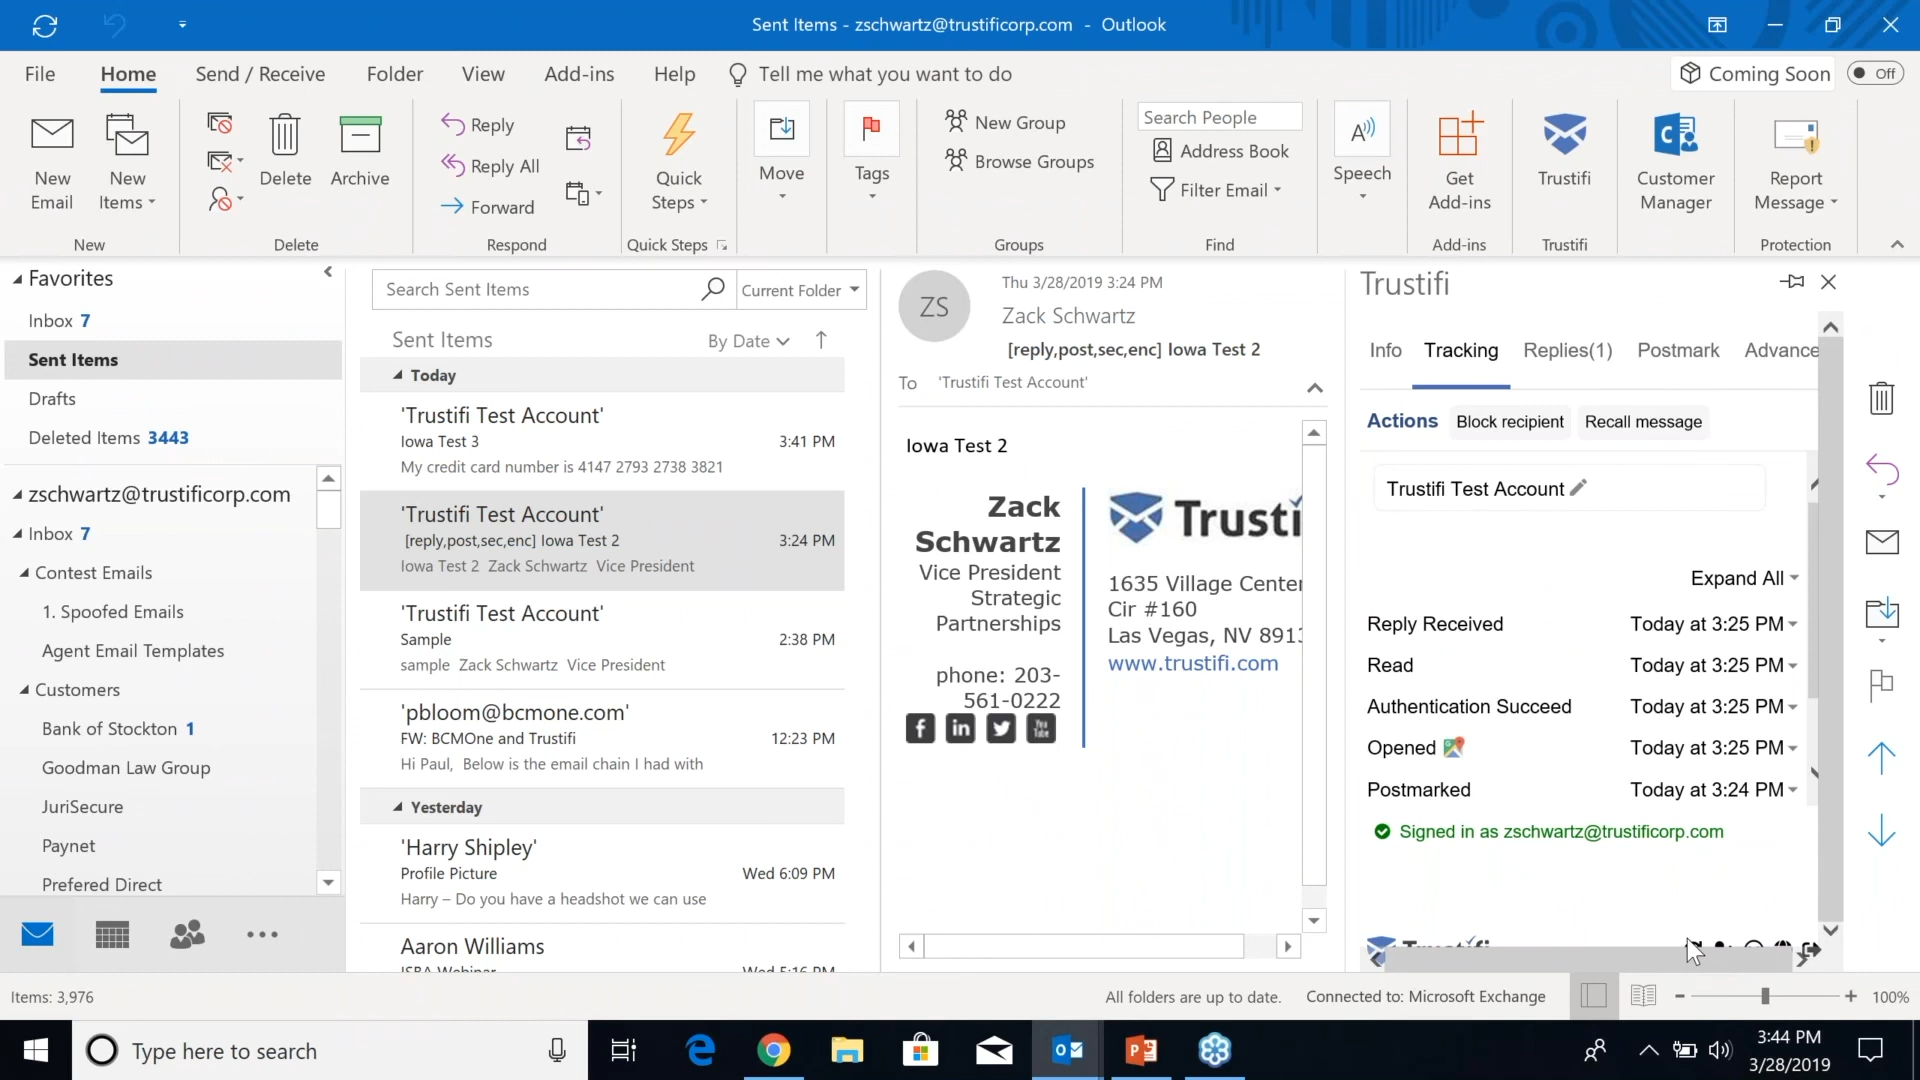 Sent Items - zschwartz@trustificorp.com - Outlook
File Home Send / Receive Folder View Add-ins Help Tell me what you want to do Coming Soon Off
New Email
New Items
New
Delete
Archive
Delete
Reply
Reply All
Forward
Respond
Quick Steps
Quick Steps
Move
Tags
New Group
Browse Groups
Groups
Search People
Address Book
Filter Email
Find
Speech
Get Add-ins
Add-ins
Trustifi
Trustifi
Customer Manager
Report Message
Protection
Favorites
Inbox 7
Sent Items
Drafts
Deleted Items 3443
zschwartz@trustificorp.com
Inbox 7
Contest Emails
1. Spoofed Emails
Agent Email Templates
Customers
Bank of Stockton 1
Goodman Law Group
JuriSecure
Paynet
Prefered Direct
Search Sent Items
Current Folder
Sent Items By Date
Today
'Trustifi Test Account'
Iowa Test 3 3:41 PM
My credit card number is 4147 2793 2738 3821
'Trustifi Test Account'
[reply,post,sec,enc] Iowa Test 2 3:24 PM
Iowa Test 2 Zack Schwartz Vice President
'Trustifi Test Account'
Sample 2:38 PM
sample Zack Schwartz Vice President
'pbloom@bcmone.com'
FW: BCMOne and Trustifi 12:23 PM
Hi Paul, Below is the email chain I had with
Yesterday
'Harry Shipley'
Profile Picture Wed 6:09 PM
Harry – Do you have a headshot we can use
Aaron Williams
ISBA Webinar Wed 5:16 PM
ZS
Thu 3/28/2019 3:24 PM
Zack Schwartz
[reply,post,sec,enc] Iowa Test 2
To 'Trustifi Test Account'
Iowa Test 2
Zack
Schwartz
Vice President
Strategic
Partnerships
phone: 203-
561-0222
f in You Tube
Trusti
1635 Village Center
Cir #160
Las Vegas, NV 8913
www.trustifi.com
Trustifi
Info Tracking Replies(1) Postmark Advance
Actions Block recipient Recall message
Trustifi Test Account
Expand All
Reply Received Today at 3:25 PM
Read Today at 3:25 PM
Authentication Succeed Today at 3:25 PM
Opened Today at 3:25 PM
Postmarked Today at 3:24 PM
Signed in as zschwartz@trustificorp.com
Trustifi
Items: 3,976 All folders are up to date. Connected to: Microsoft Exchange 100%
Type here to search
3:44 PM
3/28/2019